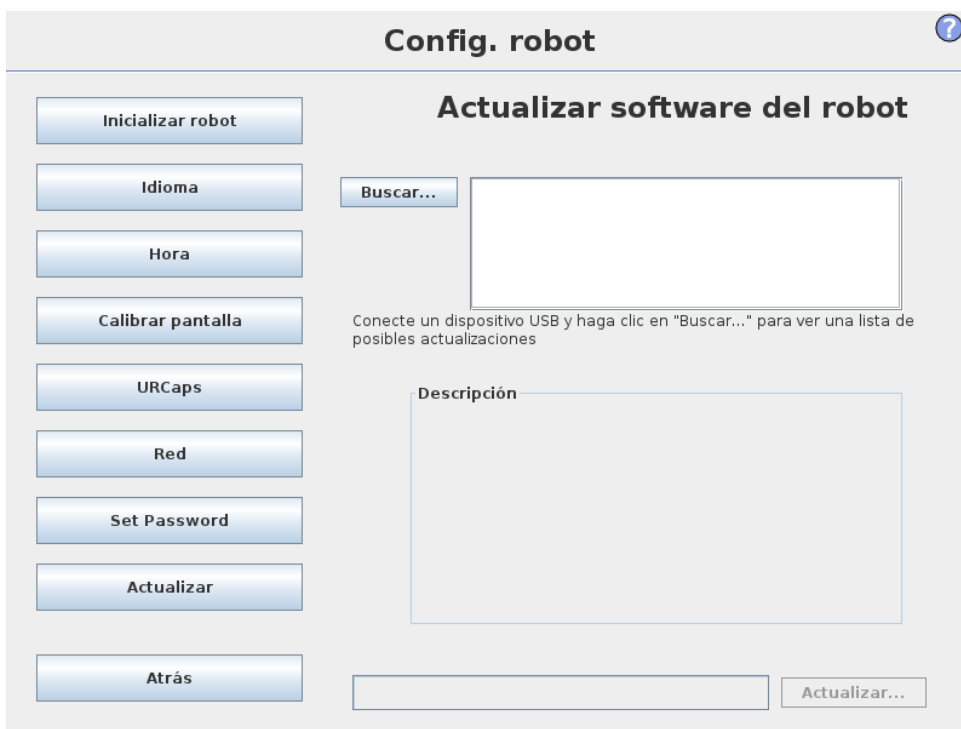 Config. robot
?
Inicializar robot
Idioma
Hora
Calibrar pantalla
URCaps
Red
Set Password
Actualizar
Atrás
Actualizar software del robot
Buscar...
Conecte un dispositivo USB y haga clic en "Buscar..." para ver una lista de
posibles actualizaciones
Descripción
Actualizar...